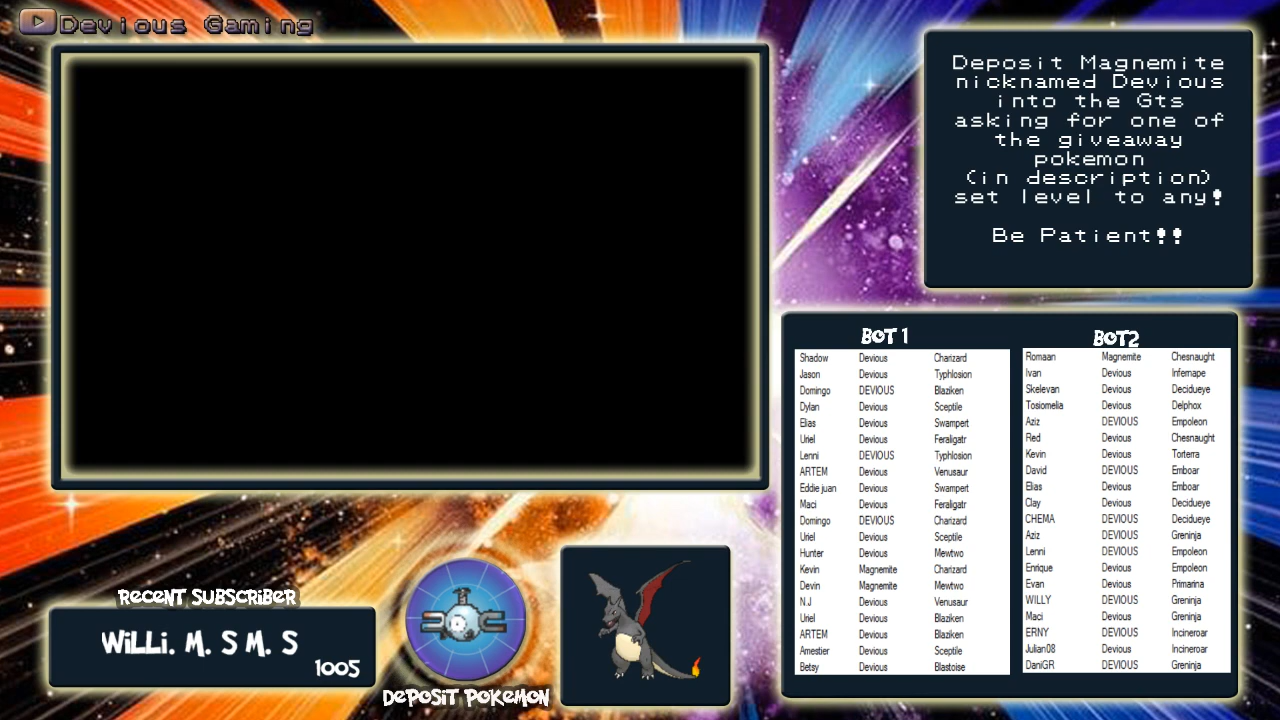 Devious Gaming
Deposit Magnemite
nicknamed Devious
into the Gts
asking for one of
the giveaway
pokemon
(in description)
set level to any!
Be Patient!!
BOT 1
Shadow Devious Charizard
Jason Devious Typhlosion
Domingo DEVIOUS Blaziken
Dylan Devious Sceptile
Elias Devious Swampert
Uriel Devious Feraligatr
Lenni DEVIOUS Typhlosion
ARTEM Devious Venusaur
Eddie juan Devious Swampert
Maci Devious Feraligatr
Domingo DEVIOUS Charizard
Uriel Devious Sceptile
Hunter Devious Mewtwo
Kevin Magnemite Charizard
Devin Magnemite Mewtwo
N.J Devious Venusaur
Uriel Devious Blaziken
ARTEM Devious Blaziken
Amestier Devious Sceptile
Betsy Devious Blastoise
BOT2
Romaan Magnemite Chesnaught
Ivan Devious Infernape
Skelevan Devious Decidueye
Tosiomelia Devious Delphox
Aziz DEVIOUS Empoleon
Red Devious Chesnaught
Kevin Devious Torterra
David DEVIOUS Emboar
Elias Devious Emboar
Clay Devious Decidueye
CHEMA DEVIOUS Decidueye
Aziz DEVIOUS Greninja
Lenni DEVIOUS Empoleon
Enrique Devious Empoleon
Evan Devious Primarina
WILLY DEVIOUS Greninja
Maci Devious Greninja
ERNY DEVIOUS Incineroar
Julian08 Devious Incineroar
DaniGR DEVIOUS Greninja
RECENT SUBSCRIBER
WiLLi. M. S M. S
1005
DEPOSIT POKEMON